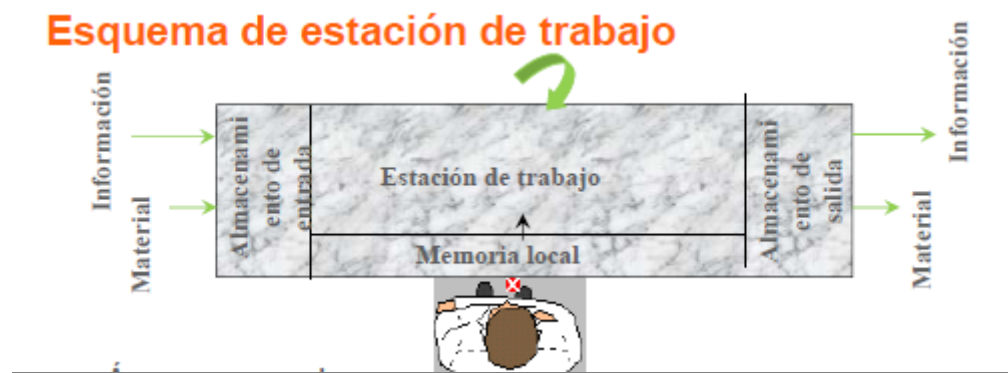 Esquema de estación de trabajo
Información
Material
Almacenami
ento de
entrada
Estación de trabajo
Memoria local
Almacenami
ento de
salida
Información
Material